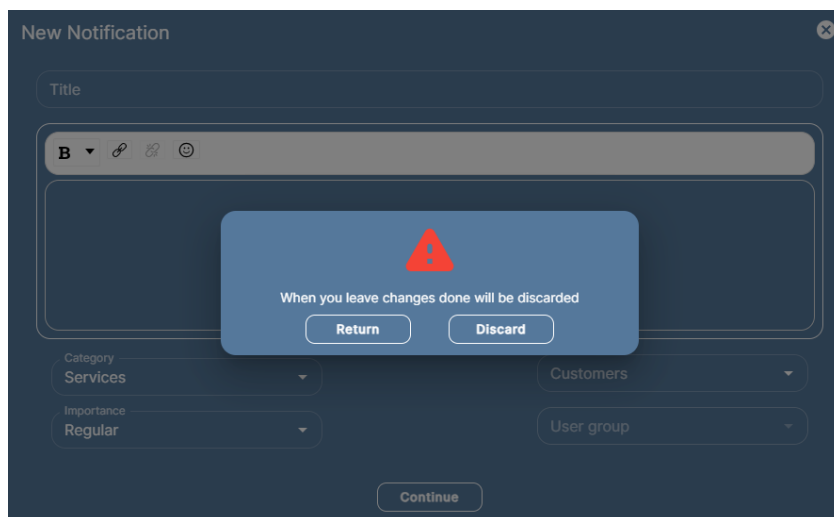 New Notification
Title
B
When you leave changes done will be discarded
Return Discard
Category
Services
Customers
Importance
Regular
User group
Continue